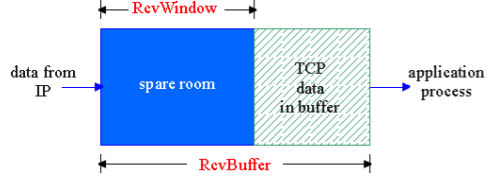 RcvWindow
data from
IP
spare room
TCP
data
in buffer
application
process
RcvBuffer